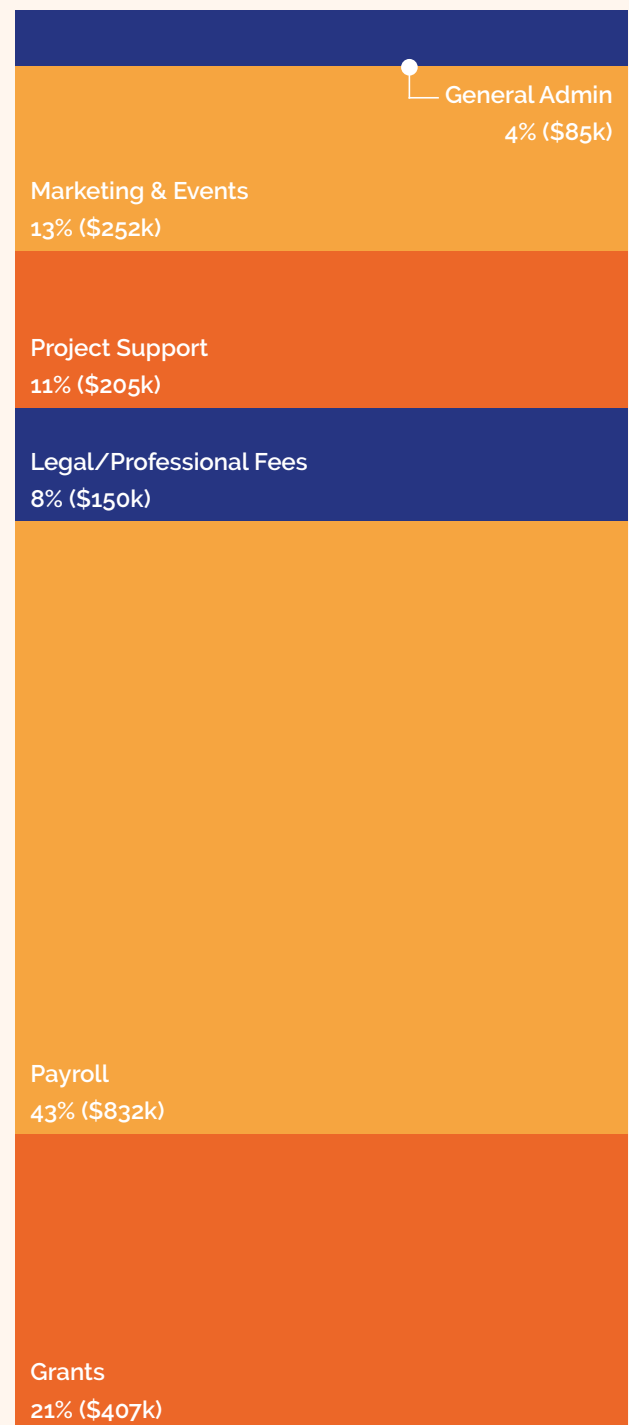 General Admin
4% ($85k)
Marketing & Events
13% ($252k)
Project Support
11% ($205k)
Legal/Professional Fees
8% ($150k)
Payroll
43% ($832k)
Grants
21% ($407k)